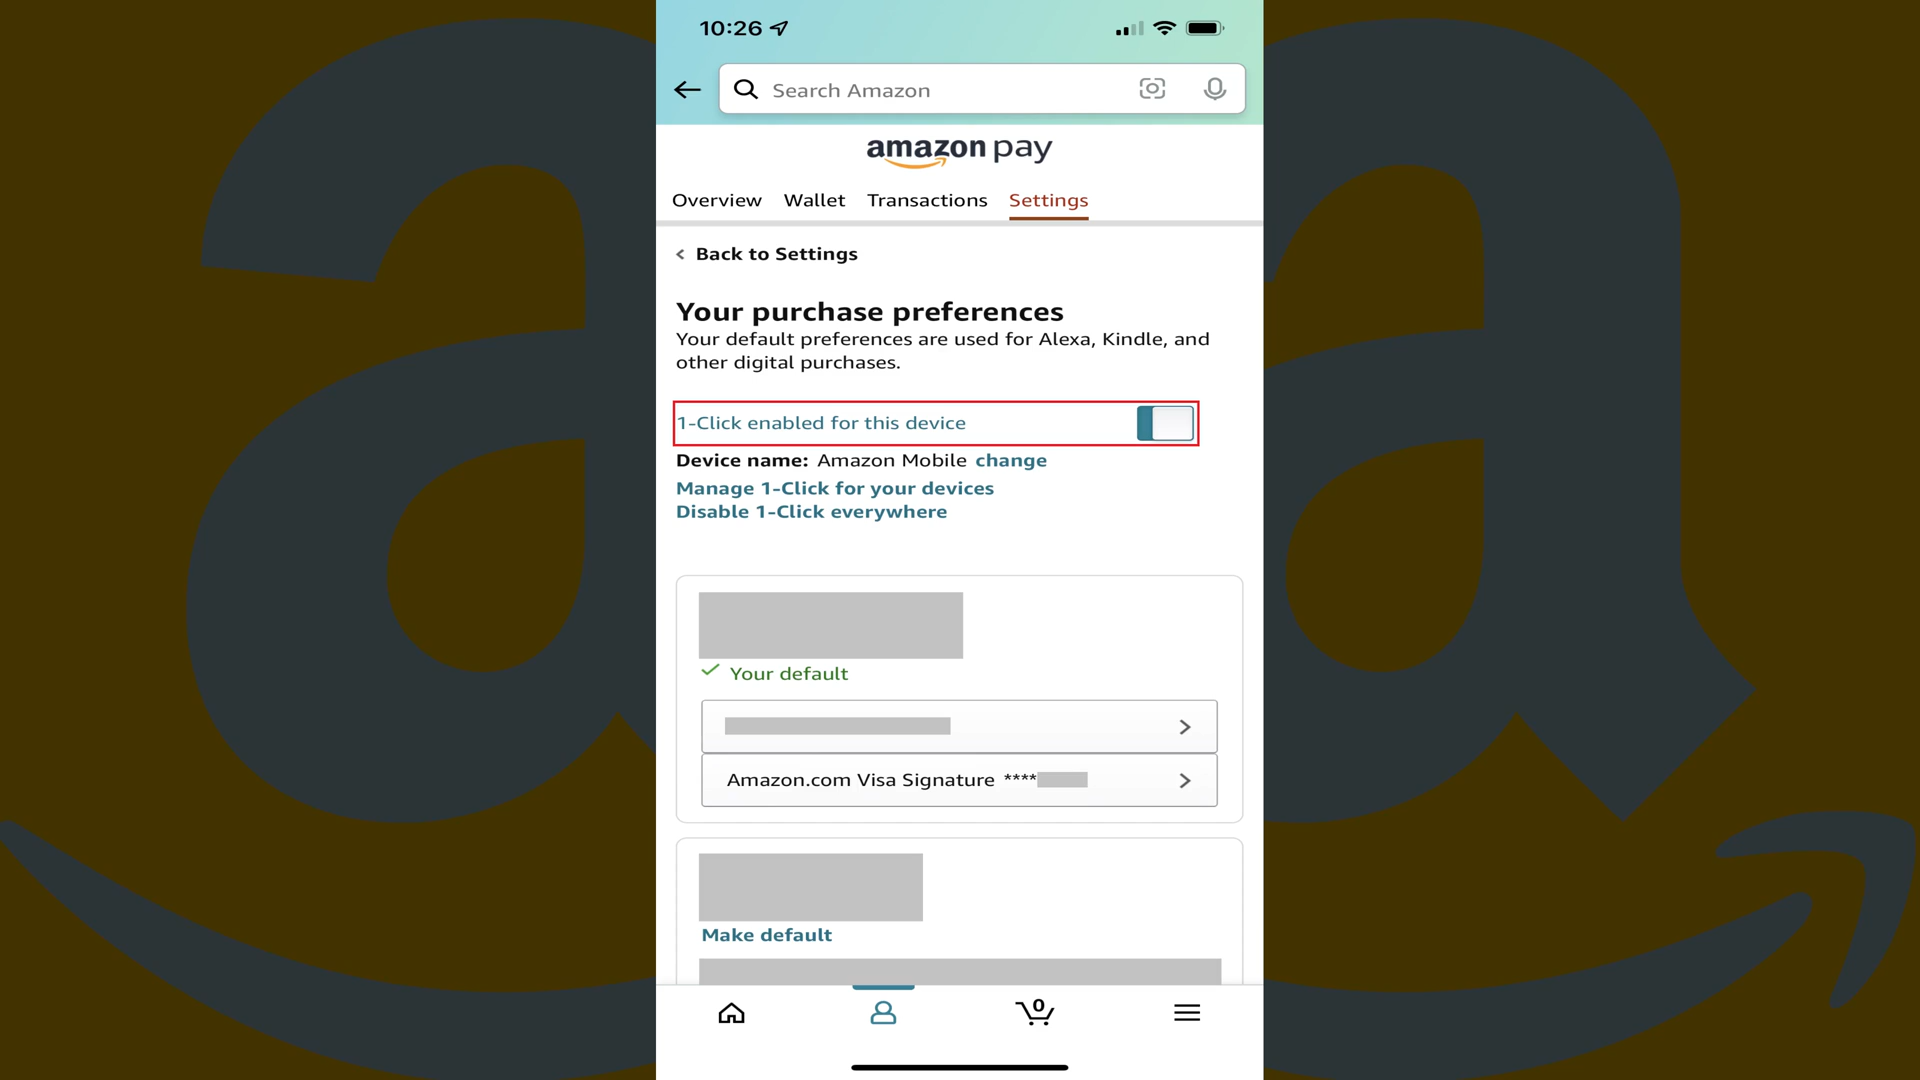 10:26
Search Amazon
amazon pay
Overview Wallet Transactions Settings
Back to Settings
Your purchase preferences
Your default preferences are used for Alexa, Kindle, and
other digital purchases.
1-Click enabled for this device
Device name: Amazon Mobile change
Manage 1-Click for your devices
Disable 1-Click everywhere
Your default
Amazon.com Visa Signature ****
Make default
0